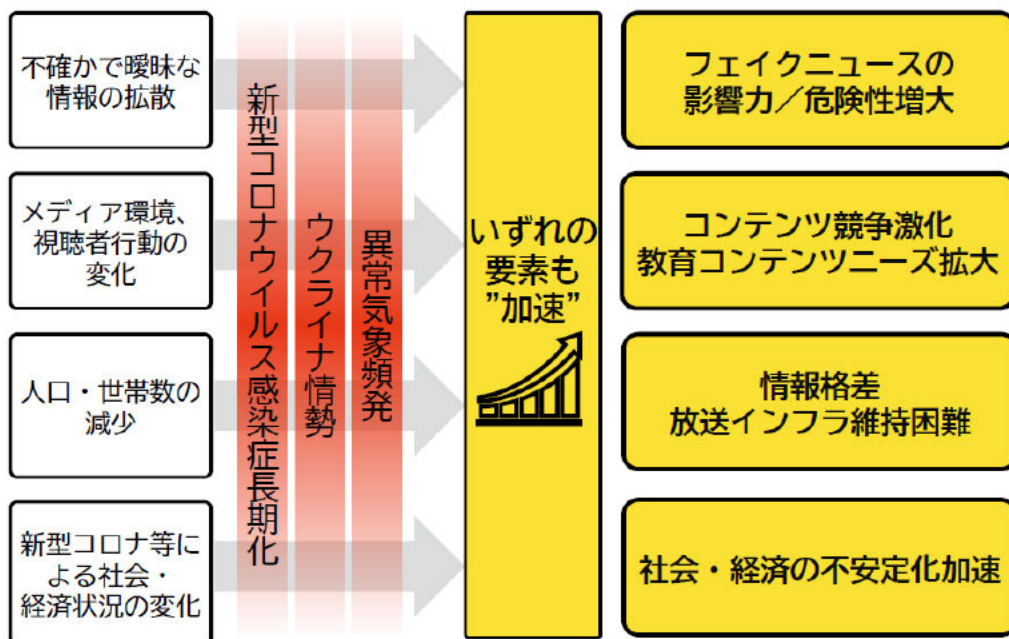 不確かで曖昧な
情報の拡散
メディア環境、
視聴者行動の
変化
人口・世帯数の
減少
新型コロナ等に
よる社会・
経済状況の変化
新型コロナウイルス感染症長期化
ウクライナ情勢
異常気象頻発
いずれの
要素も
”加速”
フェイクニュースの
影響力／危険性増大
コンテンツ競争激化
教育コンテンツニーズ拡大
情報格差
放送インフラ維持困難
社会・経済の不安定化加速